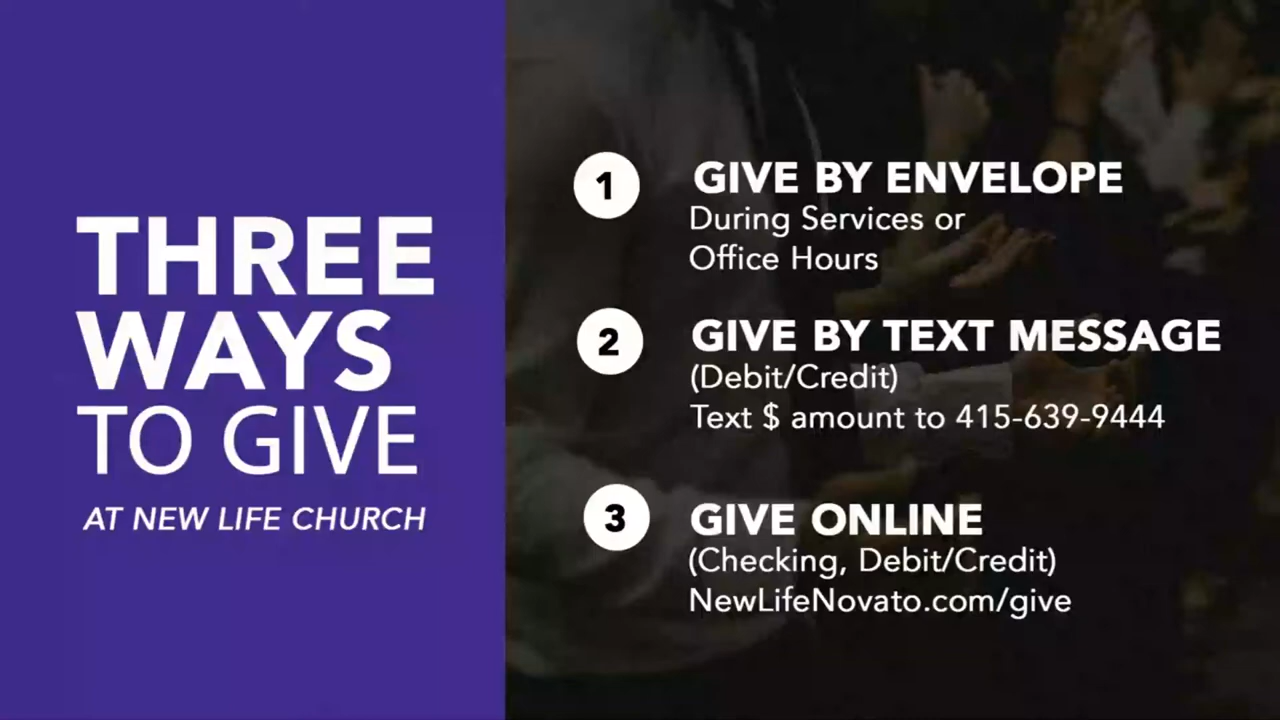 THREE
WAYS
TO GIVE
AT NEW LIFE CHURCH
1
GIVE BY ENVELOPE
During Services or
Office Hours
2
GIVE BY TEXT MESSAGE
(Debit/Credit)
Text $ amount to 415-639-9444
3
GIVE ONLINE
(Checking, Debit/Credit)
NewLifeNovato.com/give